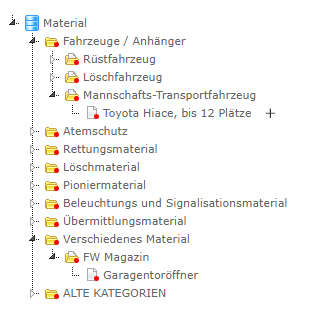 Material
Fahrzeuge / Anhänger
Rüstfahrzeug
Löschfahrzeug
Mannschafts-Transportfahrzeug
Toyota Hiace, bis 12 Plätze
Atemschutz
Rettungsmaterial
Löschmaterial
Pioniermaterial
Beleuchtungs und Signalisationsmaterial
Übermittlungsmaterial
Verschiedenes Material
FW Magazin
Garagentoröffner
ALTE KATEGORIEN